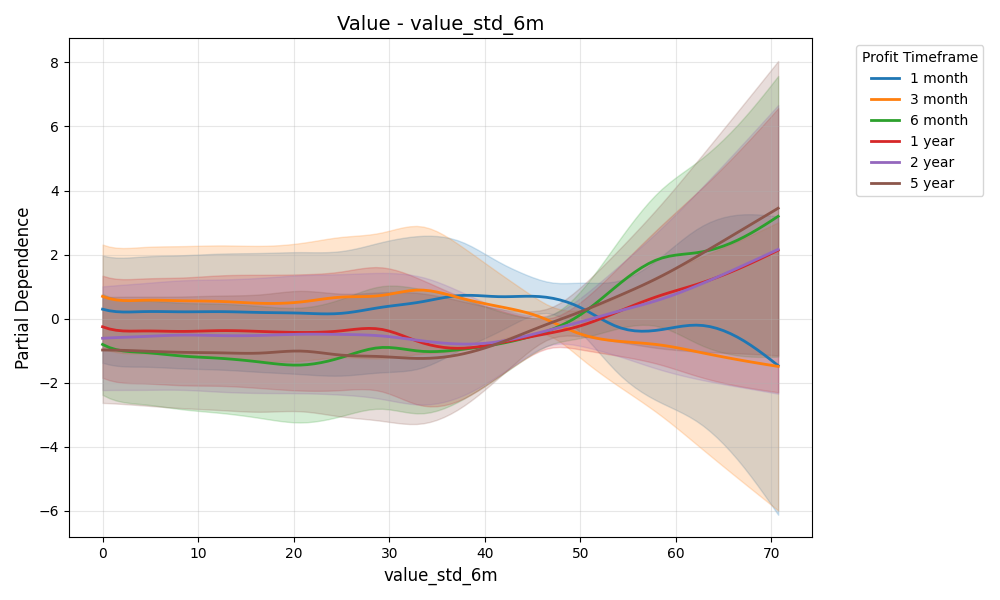 Value - value_std_6m
Profit Timeframe
1 month
3 month
6 month
1 year
2 year
5 year
Partial Dependence
8
6
4
2
0
−2
−4
−6
0 10 20 30 40 50 60 70
value_std_6m